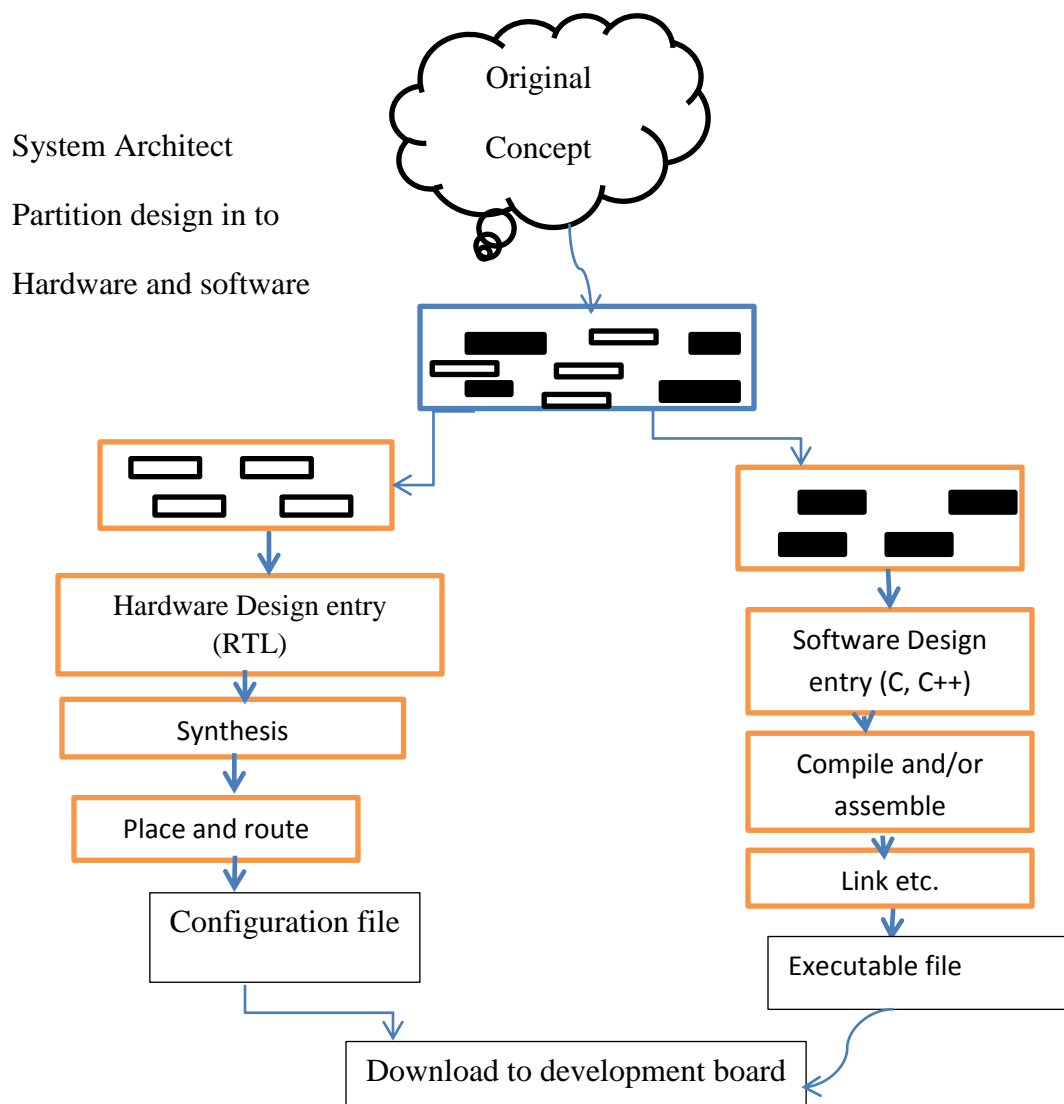 Original
Concept
System Architect
Partition design in to
Hardware and software
Hardware Design entry
(RTL)
Synthesis
Place and route
Configuration file
Software Design
entry (C, C++)
Compile and/or
assemble
Link etc.
Executable file
Download to development board